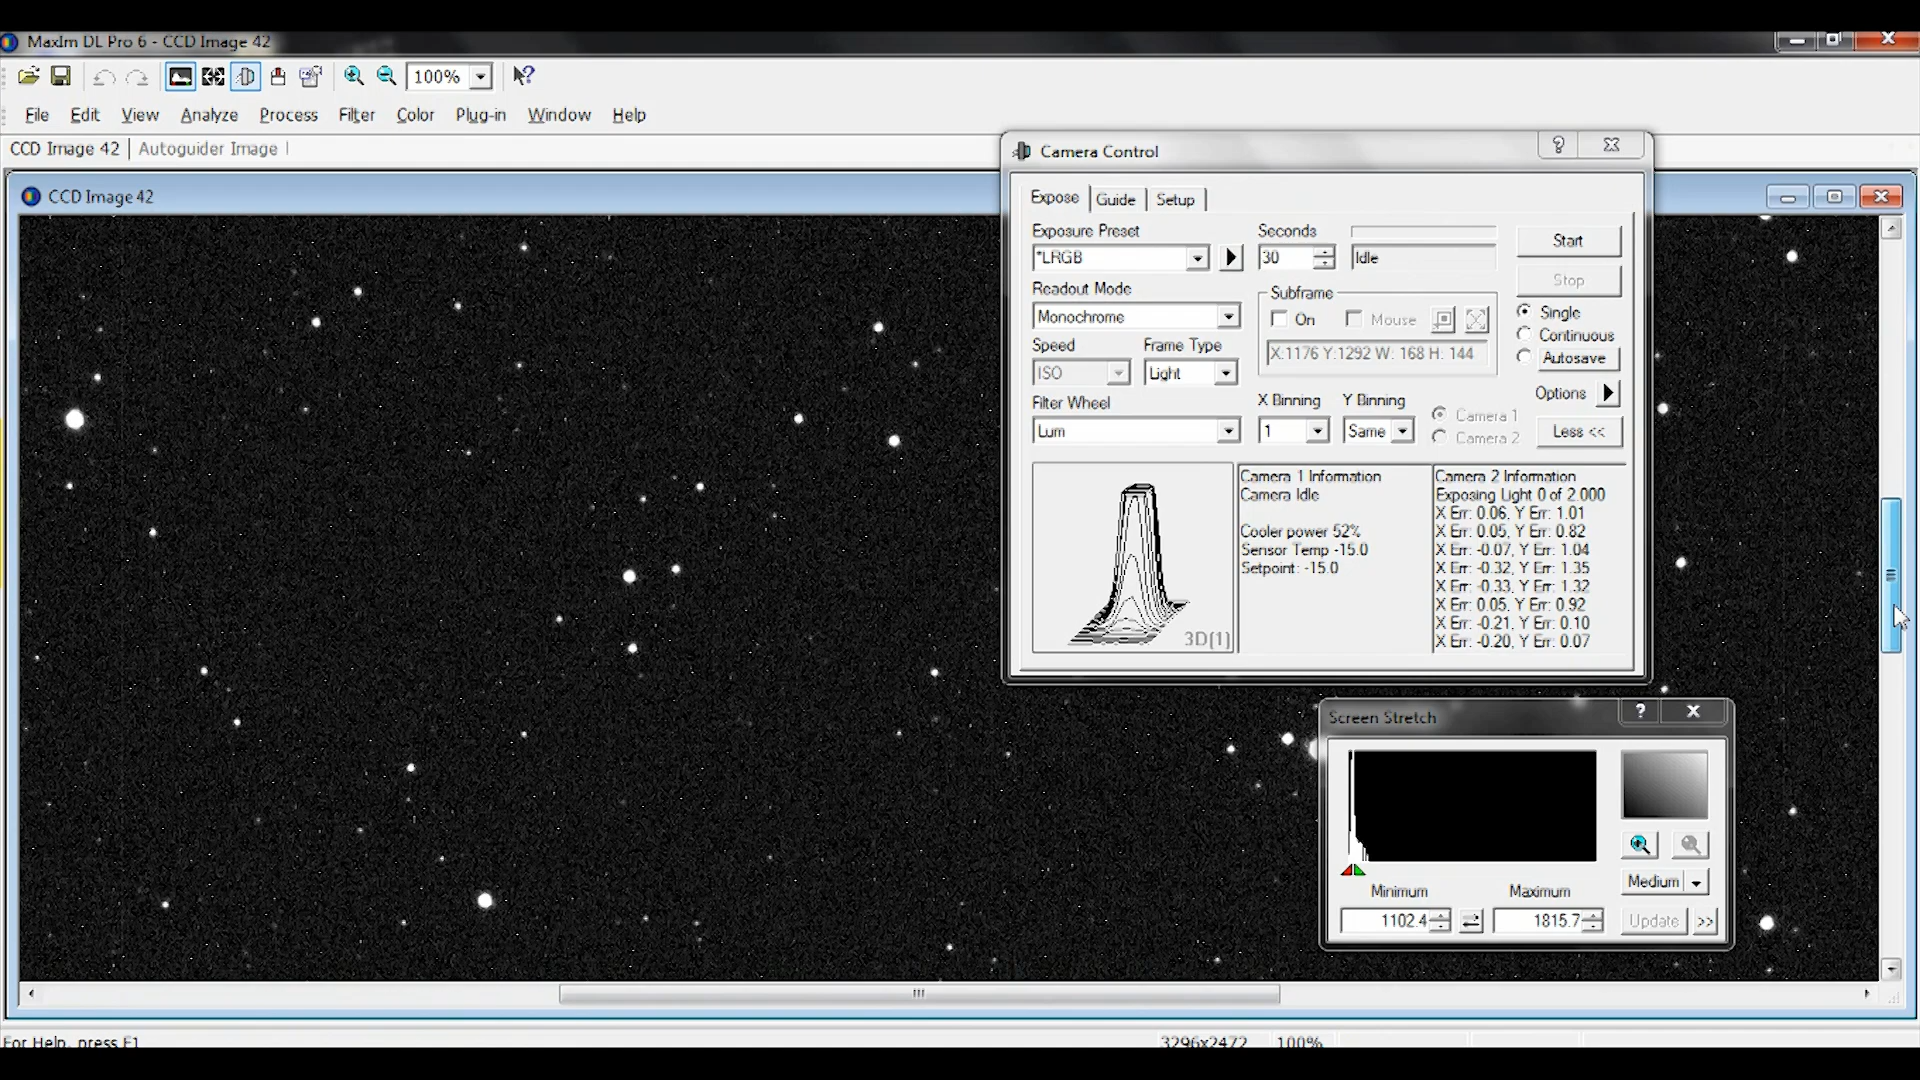 MaxIm DL Pro 6 - CCD Image 42
100%
File Edit View Analyze Process Filter Color Plug-in Window Help
CCD Image 42 Autoguider Image
CCD Image 42
Camera Control
Expose Guide Setup
Exposure Preset Seconds
*LRGB 30 Idle Start
Stop
Readout Mode Subframe
Monochrome On Mouse Single
Continuous
Speed Frame Type X:1176 Y:1292 W: 168 H: 144 Autosave
ISO Light
Options
Filter Wheel X Binning Y Binning Camera 1
Lum 1 Same Camera 2 Less <<
3D(1)
Camera 1 Information
Camera Idle
Cooler power 52%
Sensor Temp -15.0
Setpoint: -15.0
Camera 2 Information
Exposing Light 0 of 2.000
X Err: 0.06, Y Err: 1.01
X Err: 0.05, Y Err: 0.82
X Err: -0.07, Y Err: 1.04
X Err: -0.32, Y Err: 1.35
X Err: -0.33, Y Err: 1.32
X Err: 0.05, Y Err: 0.92
X Err: -0.21, Y Err: 0.10
X Err: -0.20, Y Err: 0.07
Screen Stretch
Medium
Minimum Maximum
1102.4 1815.7 Update >>
For Help, press F1 3296x2472 100%